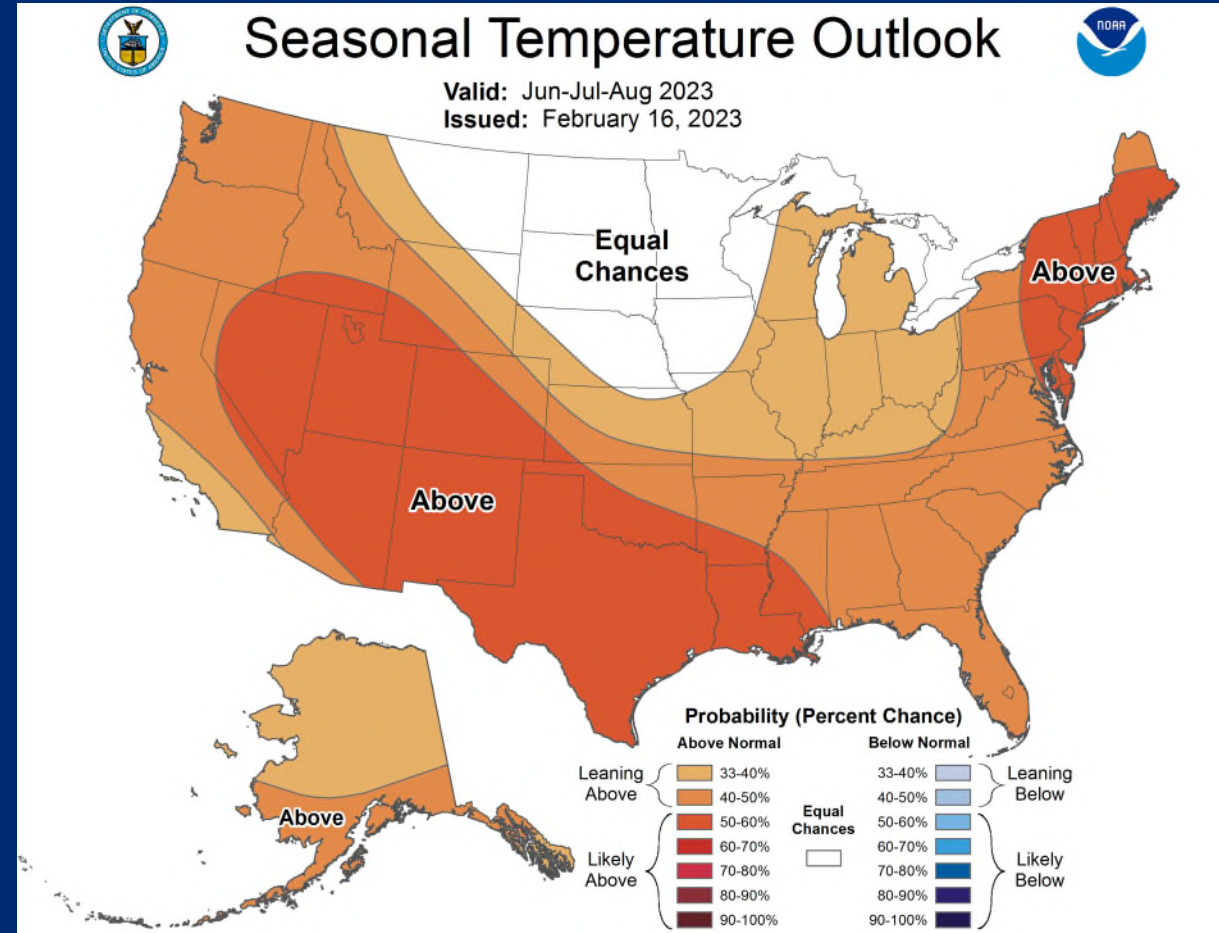 Seasonal Temperature Outlook
NOAA
Valid: Jun-Jul-Aug 2023
Issued: February 16, 2023
Equal
Chances
Above
Above
Above
Probability (Percent Chance)
Above Normal
Below Normal
Leaning
Above
33-40%
40-50%
Likely
Above
50-60%
60-70%
70-80%
80-90%
90-100%
Equal
Chances
33-40%
40-50%
Leaning
Below
50-60%
60-70%
70-80%
80-90%
90-100%
Likely
Below